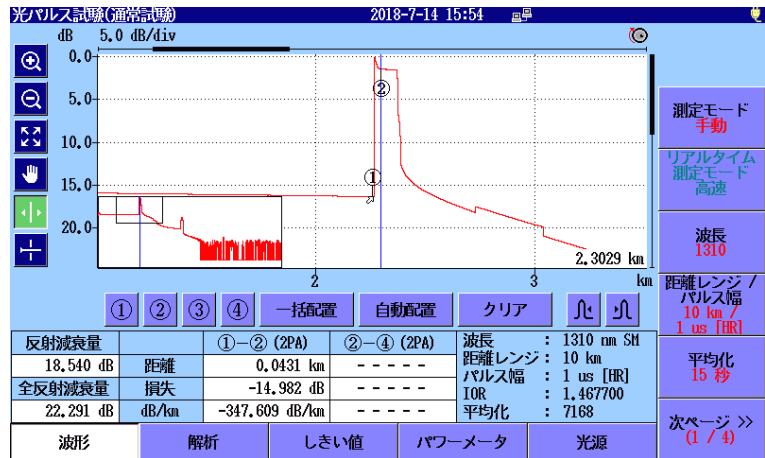 光パルス試験(通常試験) 2018-7-14 15:54
dB 5.0 dB/div
0.0
5.0
10.0
15.0
20.0
②
①
2.3029 km
2 3 km
① ② ③ ④ 一括配置 自動配置 クリア
反射減衰量 ①-② (2PA) ②-④ (2PA)
18.540 dB 距離 0.0431 km - - - - -
全反射減衰量 損失 -14.982 dB - - - - -
22.291 dB dB/km -347.609 dB/km - - - - -
波長 : 1310 nm SM
距離レンジ : 10 km
パルス幅 : 1 us [HR]
IOR : 1.467700
平均化 : 7168
波形 解析 しきい値 パワーメータ 光源
測定モード
手動
リアルタイム
測定モード
高速
波長
1310
距離レンジ /
パルス幅
10 km /
1 us [HR]
平均化
15 秒
次ページ >>
(1 / 4)